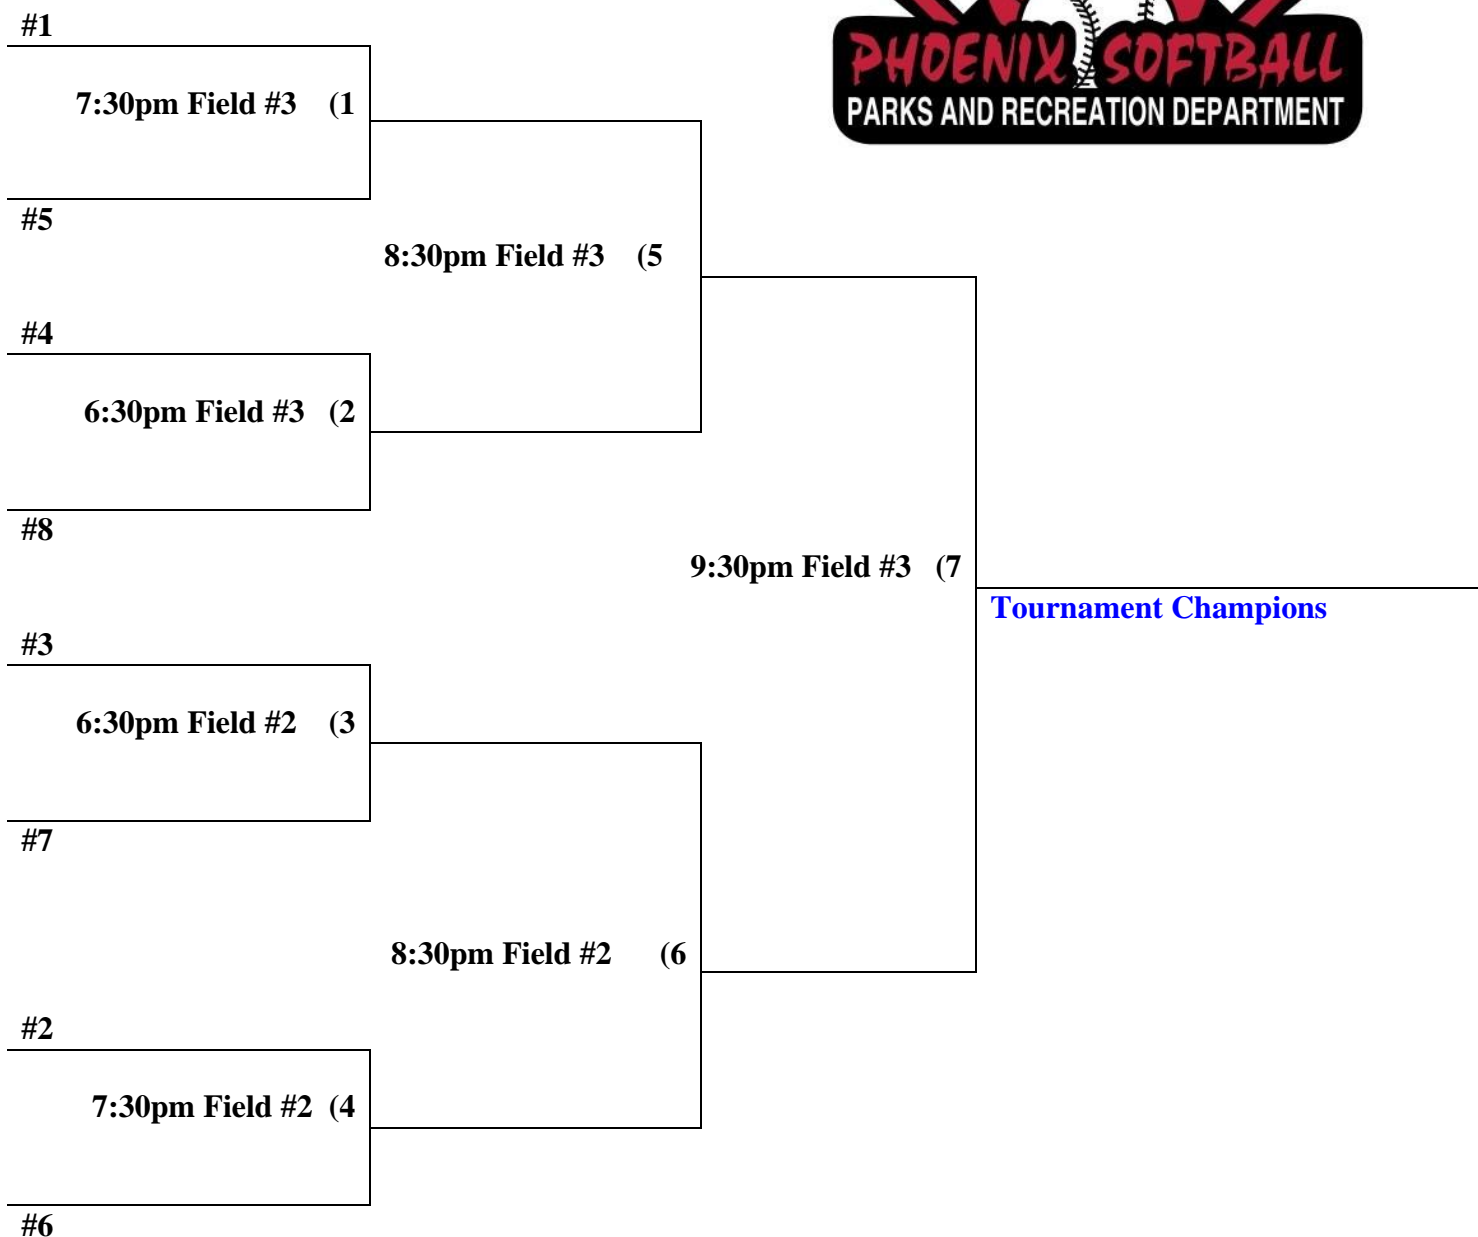 #1
PHOENIX SOFTBALL
7:30pm Field #3 (1
PARKS AND RECREATION DEPARTMENT
#5
8:30pm Field #3 (5
#4
6:30pm Field #3 (2
#8
9:30pm Field #3 (7
Tournament Champions
#3
6:30pm Field #2 (3
#7
8:30pm Field #2 (6
#2
7:30pm Field #2 (4
#6